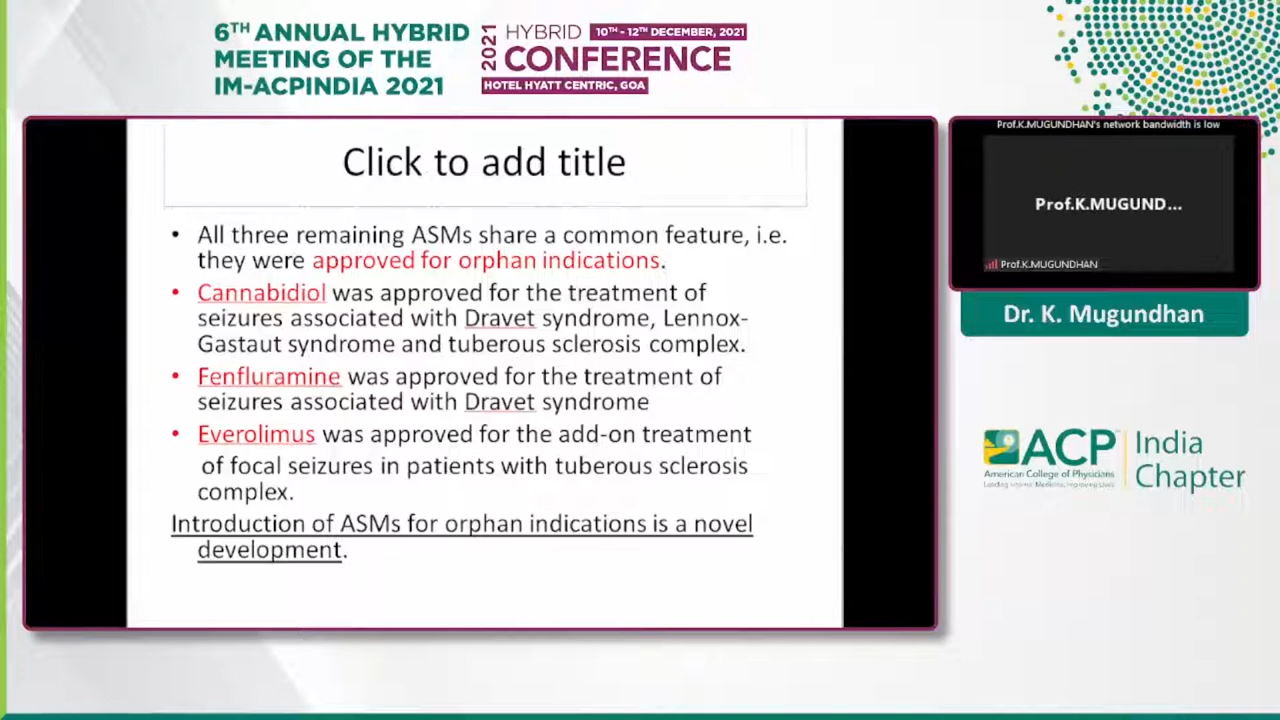 6TH ANNUAL HYBRID
MEETING OF THE
IM-ACPINDIA 2021
2021
HYBRID 10TH - 12TH DECEMBER, 2021
CONFERENCE
HOTEL HYATT CENTRIC, GOA
Click to add title
• All three remaining ASMs share a common feature, i.e.
they were approved for orphan indications.
• Cannabidiol was approved for the treatment of
seizures associated with Dravet syndrome, Lennox-
Gastaut syndrome and tuberous sclerosis complex.
• Fenfluramine was approved for the treatment of
seizures associated with Dravet syndrome
• Everolimus was approved for the add-on treatment
of focal seizures in patients with tuberous sclerosis
complex.
Introduction of ASMs for orphan indications is a novel
development.
Prof.K.MUGUNDHAN's network bandwidth is low
Prof.K.MUGUND...
Prof.K.MUGUNDHAN
Dr. K. Mugundhan
ACP
American College of Physicians
Leading Internal Medicine, Improving Lives
India
Chapter